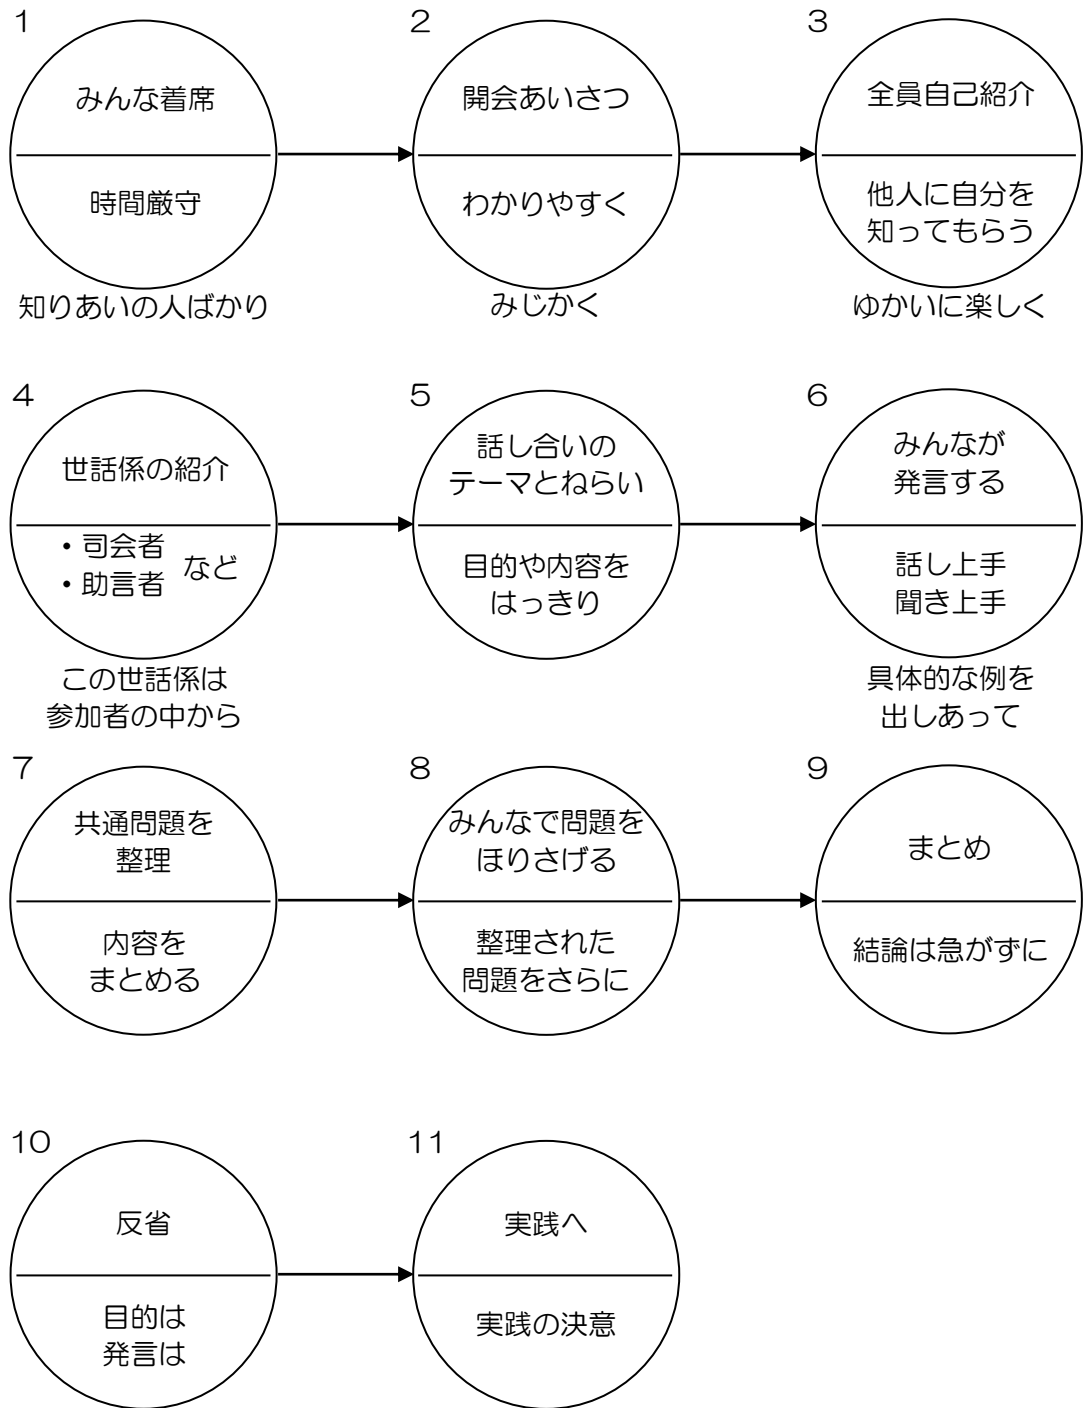 1
みんな着席
時間厳守
知りあいの人ばかり
2
開会あいさつ
わかりやすく
みじかく
3
全員自己紹介
他人に自分を
知ってもらう
ゆかいに楽しく
4
世話係の紹介
・司会者
・助言者
など
この世話係は
参加者の中から
5
話し合いの
テーマとねらい
目的や内容を
はっきり
6
みんなが
発言する
話し上手
聞き上手
具体的な例を
出しあって
7
共通問題を
整理
内容を
まとめる
8
みんなで問題を
ほりさげる
整理された
問題をさらに
9
まとめ
結論は急がずに
10
反省
目的は
発言は
11
実践へ
実践の決意